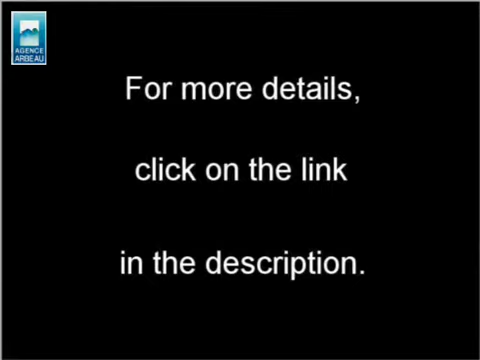 AGENCE
ARBEAU
For more details,
click on the link
in the description.